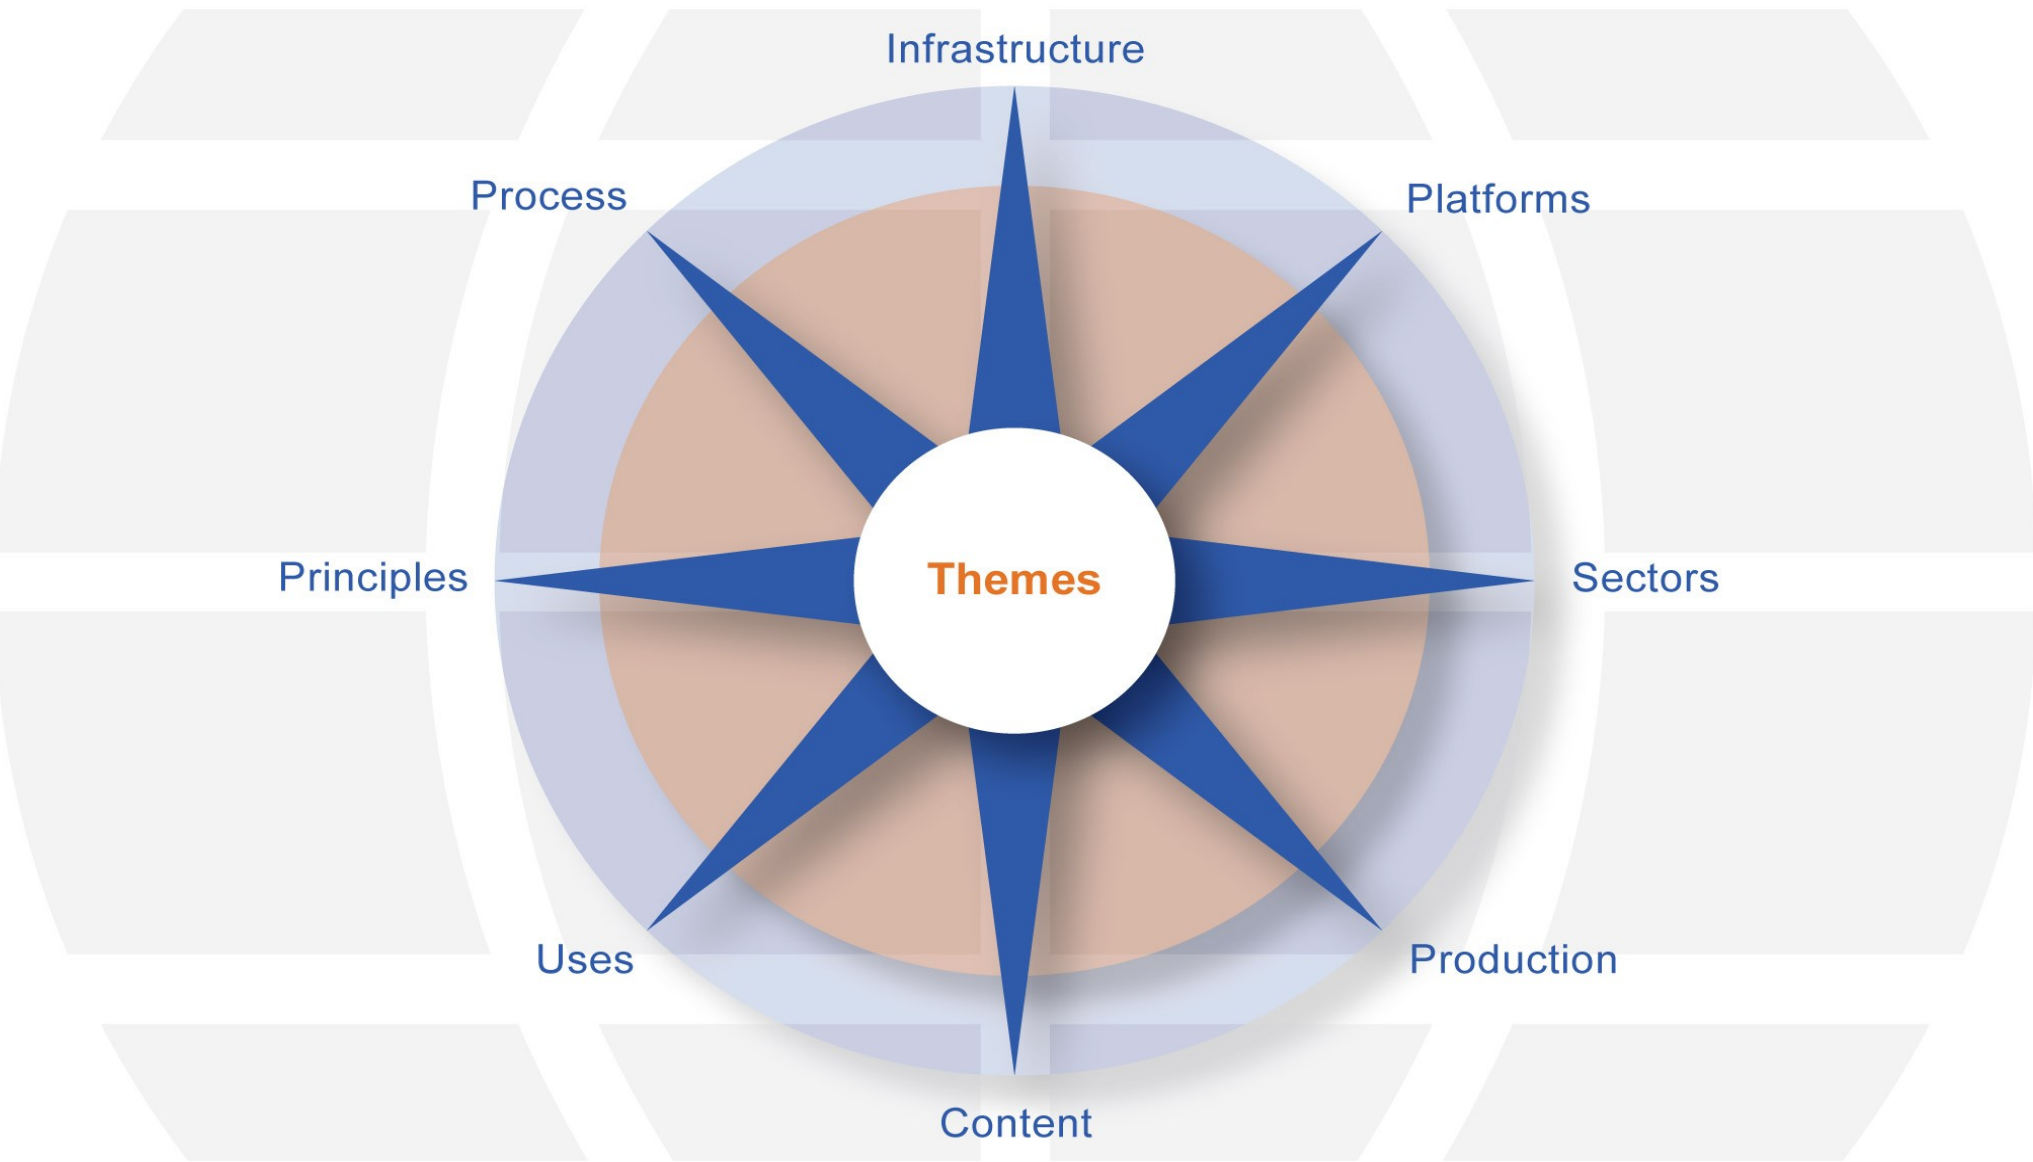 Infrastructure
Process
Platforms
Principles
Themes
Sectors
Uses
Production
Content